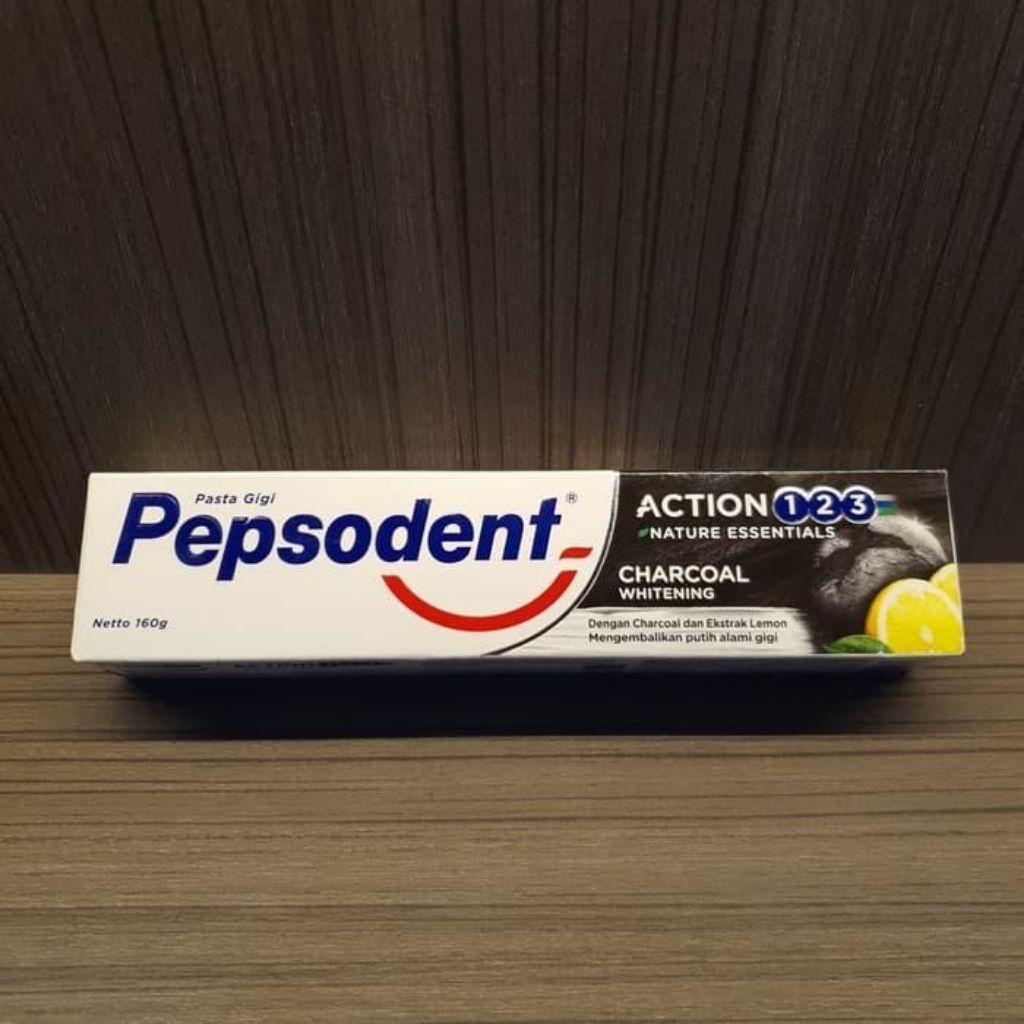 Pasta Gigi
Pepsodent®
Netto 160g
ACTION 123
NATURE ESSENTIALS
CHARCOAL
WHITENING
Dengan Charcoal dan Ekstrak Lemon
Mengembalikan putih alami gigi